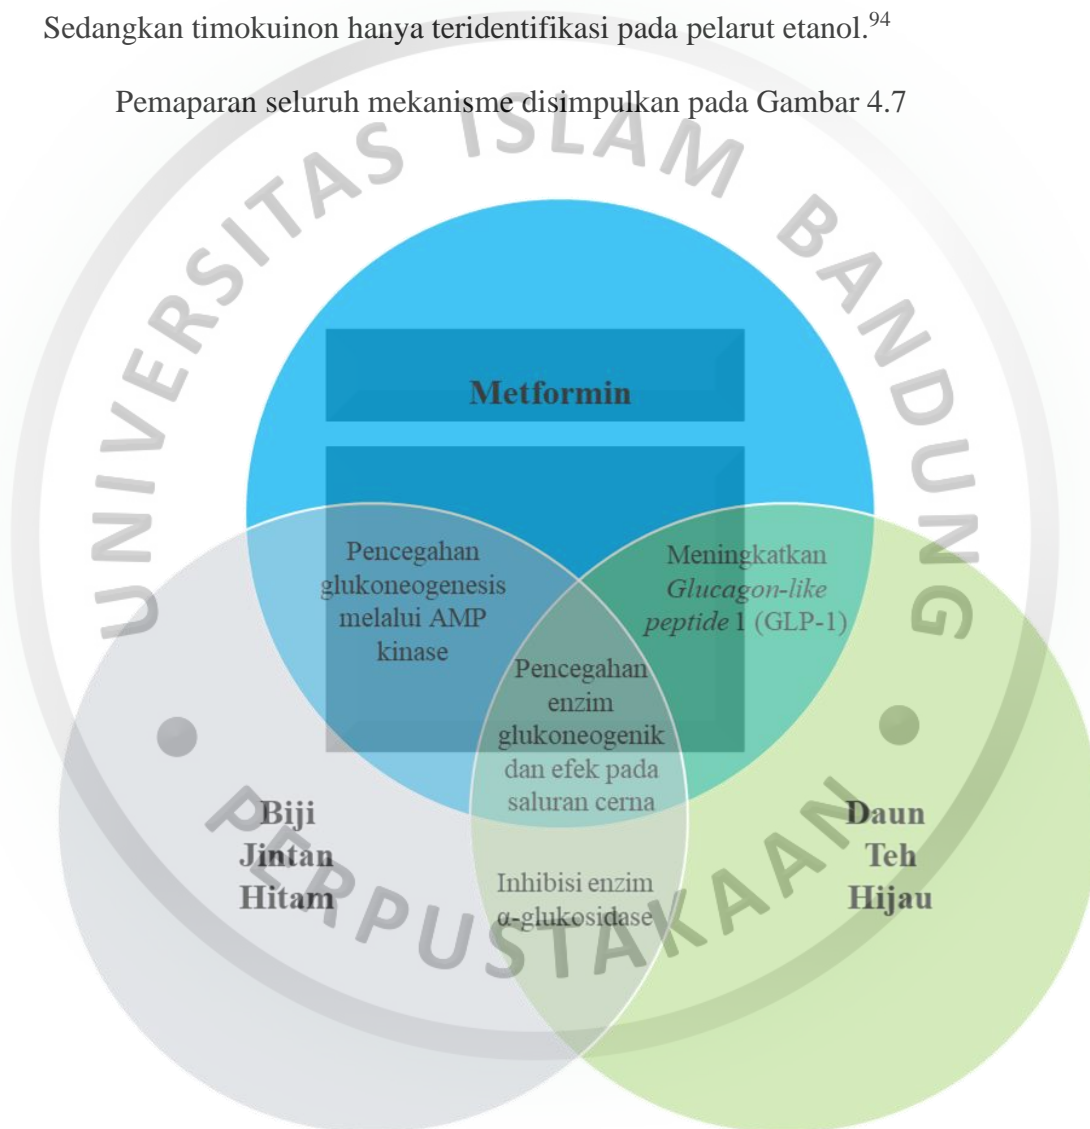 Sedangkan timokuinon hanya teridentifikasi pada pelarut etanol.94
Pemaparan seluruh mekanisme disimpulkan pada Gambar 4.7
UNIVERSITAS ISLAM BANDUNG
Metformin
Pencegahan
glukoneogenesis
melalui AMP
kinase
Meningkatkan
Glucagon-like
peptide 1 (GLP-1)
Pencegahan
enzim
glukoneogenik
dan efek pada
saluran cerna
Biji
Jintan
Hitam
Daun
Teh
Hijau
Inhibisi enzim
α-glukosidase
PERPUSTAKAAN